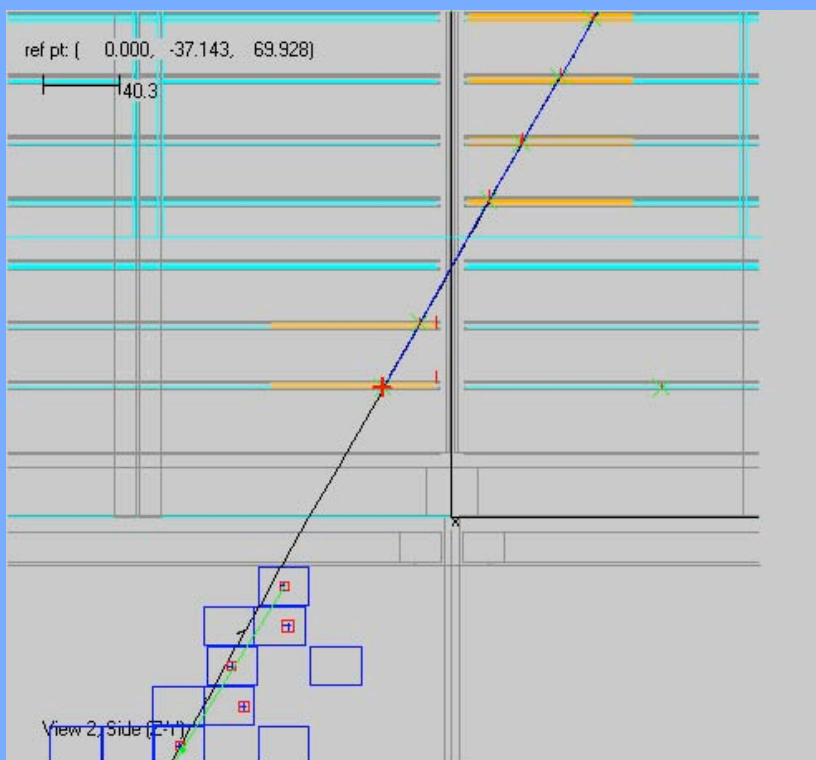 ref pt: ( 0.000, -37.143, 69.928)
40.3
x
View 2, Side (Z-Y)